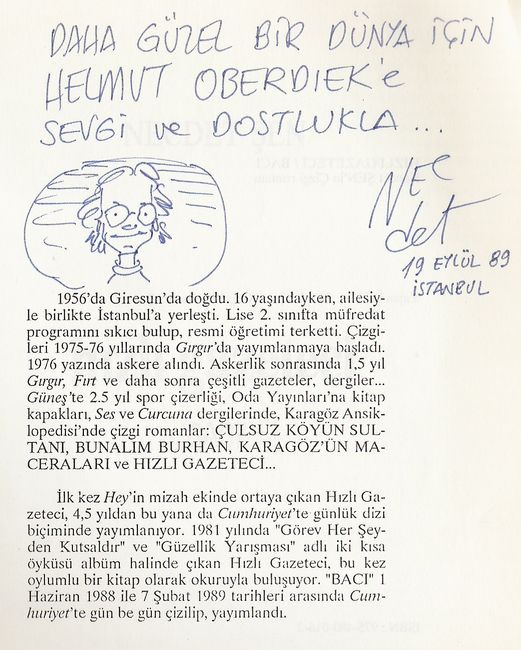 DAHA GÜZEL BİR DÜNYA İÇİN
HELMUT OBERDIEK'e
SEVGİ ve DOSTLUKLA...
NECdet
19 EYLÜL 89
İSTANBUL
1956'da Giresun'da doğdu. 16 yaşındayken, ailesiy-
le birlikte İstanbul'a yerleşti. Lise 2. sınıfta müfredat
programını sıkıcı bulup, resmi öğretimi terketti. Çizgi-
leri 1975-76 yıllarında Gırgır'da yayımlanmaya başladı.
1976 yazında askere alındı. Askerlik sonrasında 1,5 yıl
Gırgır, Fırt ve daha sonra çeşitli gazeteler, dergiler...
Güneş'te 2.5 yıl spor çizerliği, Oda Yayınları'na kitap
kapakları, Ses ve Curcuna dergilerinde, Karagöz Ansik-
lopedisi'nde çizgi romanlar: ÇULSUZ KÖYÜN SUL-
TANI, BUNALIM BURHAN, KARAGÖZ'ÜN MA-
CERALARI ve HIZLI GAZETECİ...
İlk kez Hey'in mizah ekinde ortaya çıkan Hızlı Ga-
zeteci, 4,5 yıldan bu yana da Cumhuriyet'te günlük dizi
biçiminde yayımlanıyor. 1981 yılında "Görev Her Şey-
den Kutsaldır" ve "Güzellik Yarışması" adlı iki kısa
öyküsü albüm halinde çıkan Hızlı Gazeteci, bu kez
oylumlu bir kitap olarak okuruyla buluşuyor. "BACI" 1
Haziran 1988 ile 7 Şubat 1989 tarihleri arasında Cum-
huriyet'te gün be gün çizilip, yayımlandı.